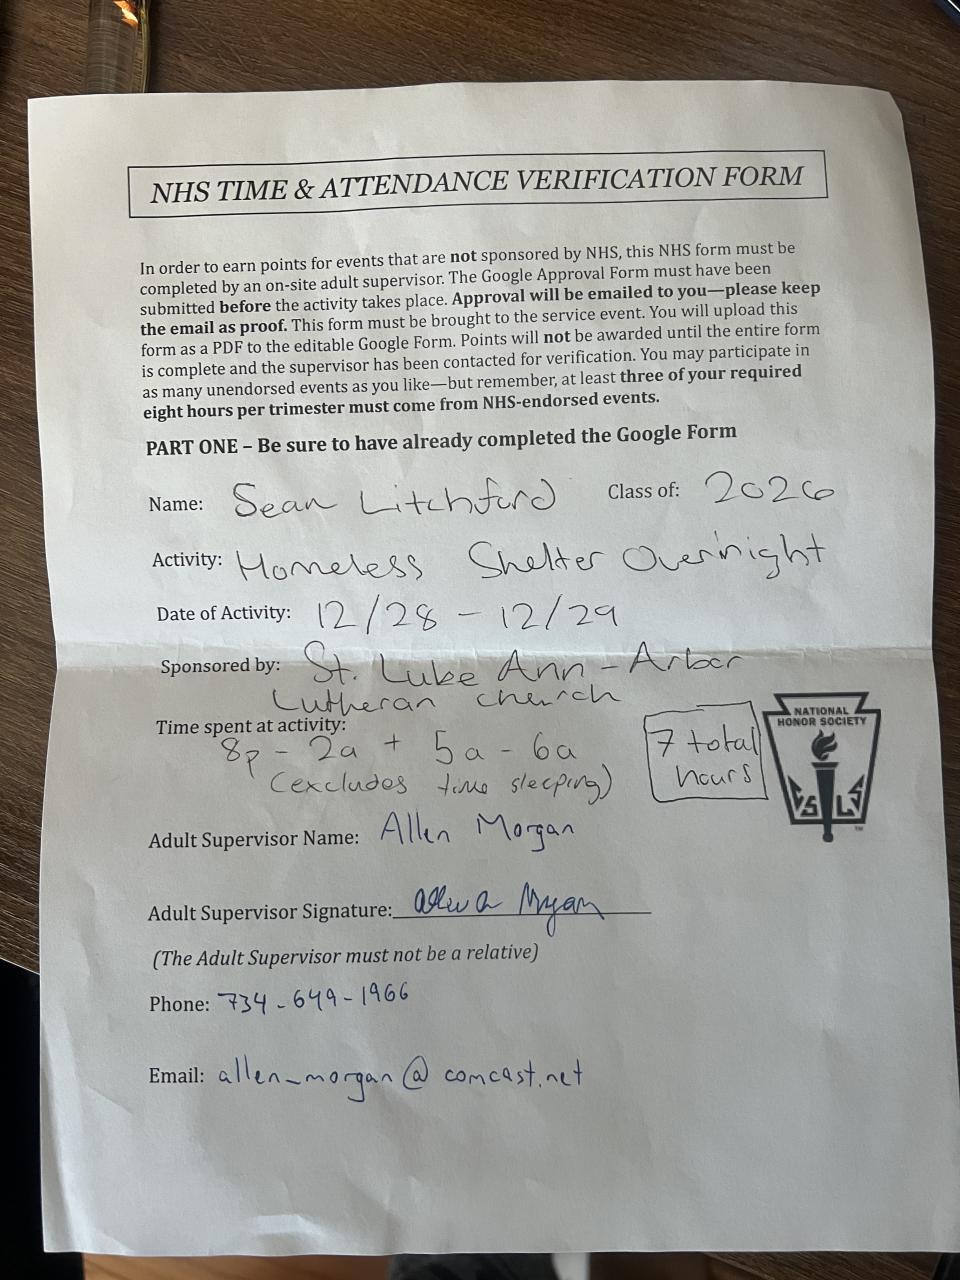 NHS TIME & ATTENDANCE VERIFICATION FORM
In order to earn points for events that are not sponsored by NHS, this NHS form must be
completed by an on-site adult supervisor. The Google Approval Form must have been
submitted before the activity takes place. Approval will be emailed to you—please keep
the email as proof. This form must be brought to the service event. You will upload this
form as a PDF to the editable Google Form. Points will not be awarded until the entire form
is complete and the supervisor has been contacted for verification. You may participate in
as many unendorsed events as you like—but remember, at least three of your required
eight hours per trimester must come from NHS-endorsed events.
PART ONE – Be sure to have already completed the Google Form
Name: Sean Litchford Class of: 2026
Activity: Homeless Shelter Overnight
Date of Activity: 12/28 - 12/29
Sponsored by: St. Luke Ann-Arbor
Lutheran church
Time spent at activity:
8p - 2a + 5a - 6a
(excludes time sleeping)
7 total
hours
NATIONAL
HONOR SOCIETY
S L S
TM
Adult Supervisor Name: Allen Morgan
Adult Supervisor Signature: Allen Morgan
(The Adult Supervisor must not be a relative)
Phone: 734-649-1966
Email: allen_morgan@comcast.net